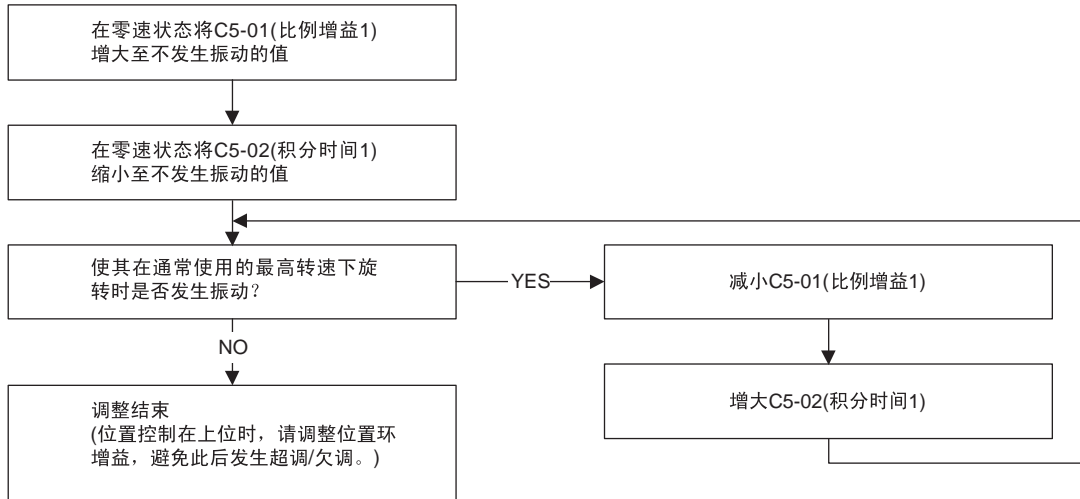 在零速状态将C5-01(比例增益1)
增大至不发生振动的值
在零速状态将C5-02(积分时间1)
缩小至不发生振动的值
使其在通常使用的最高转速下旋
转时是否发生振动?
YES
减小C5-01(比例增益1)
NO
增大C5-02(积分时间1)
调整结束
(位置控制在上位时，请调整位置环
增益，避免此后发生超调/欠调。)